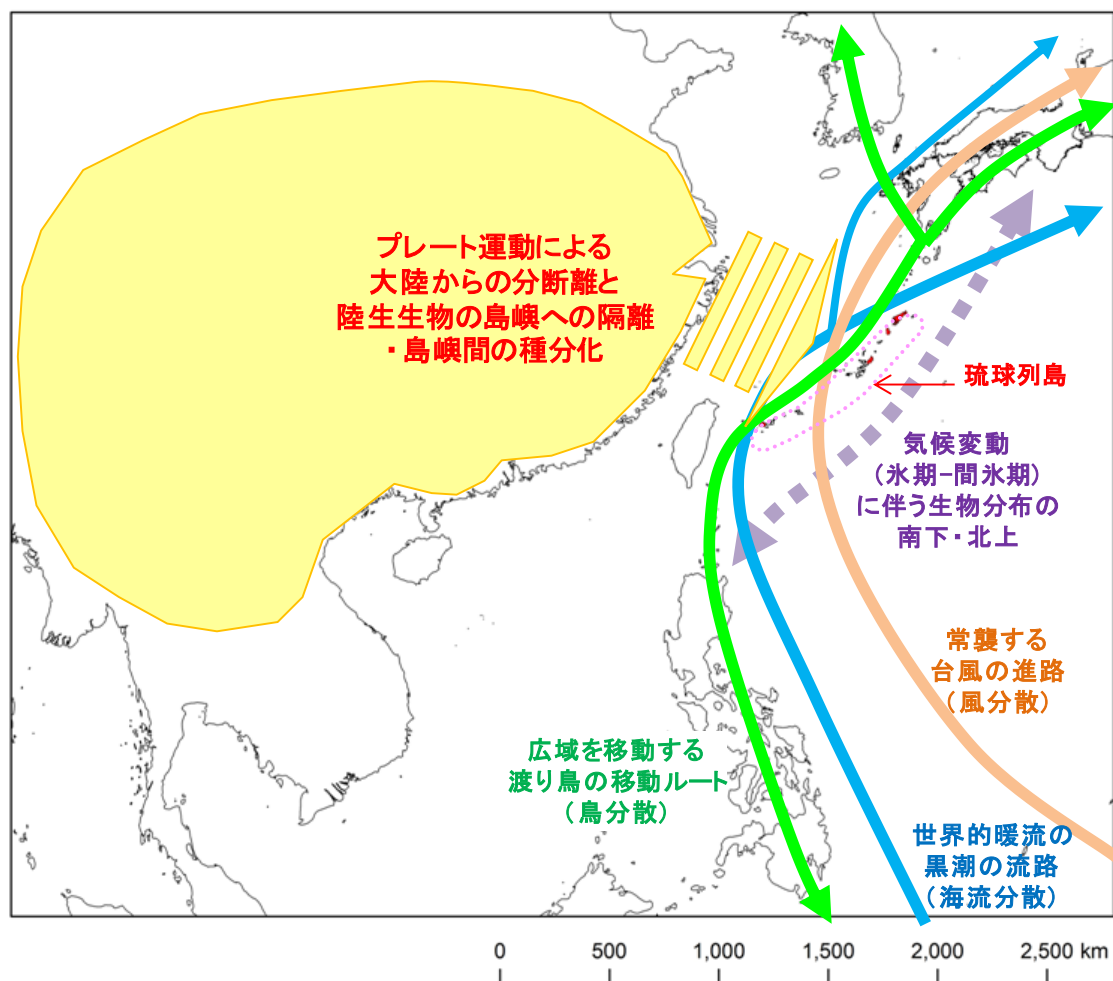 プレート運動による
大陸からの分断離と
陸生生物の島嶼への隔離
・島嶼間の種分化
琉球列島
気候変動
(氷期-間氷期)
に伴う生物分布の
南下・北上
常襲する
台風の進路
(風分散)
広域を移動する
渡り鳥の移動ルート
(鳥分散)
世界的暖流の
黒潮の流路
(海流分散)
0 500 1,000 1,500 2,000 2,500 km